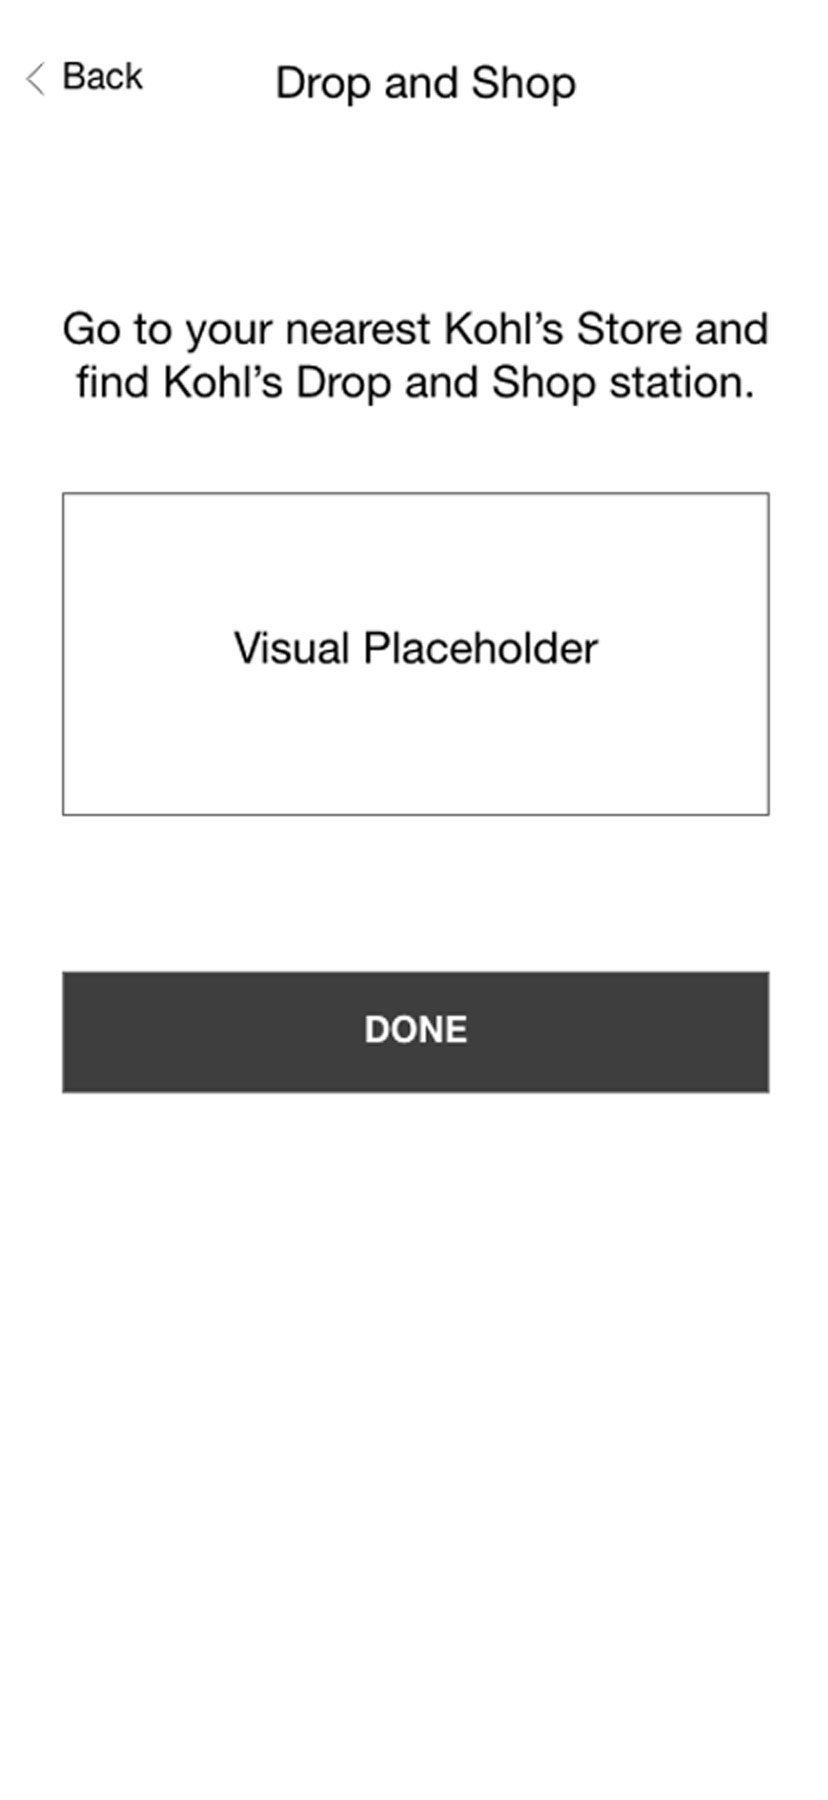 Back
Drop and Shop
Go to your nearest Kohl’s Store and
find Kohl’s Drop and Shop station.
Visual Placeholder
DONE